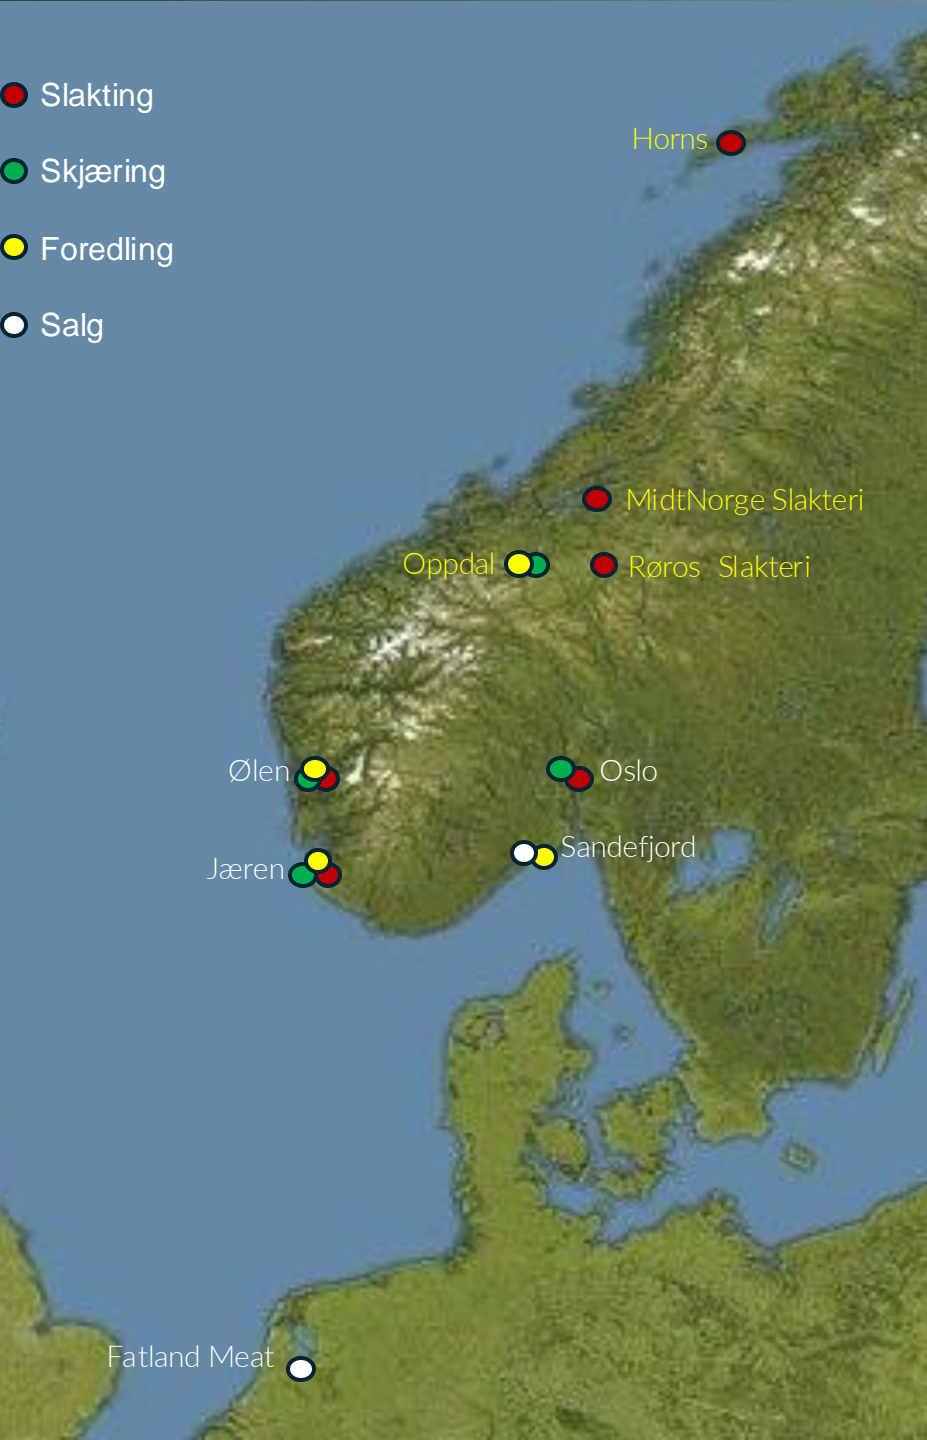 Slakting
Horns
Skjæring
Foredling
Salg
MidtNorge Slakteri
Oppdal
Røros Slakteri
Ølen
Oslo
Sandefjord
Jæren
Fatland Meat